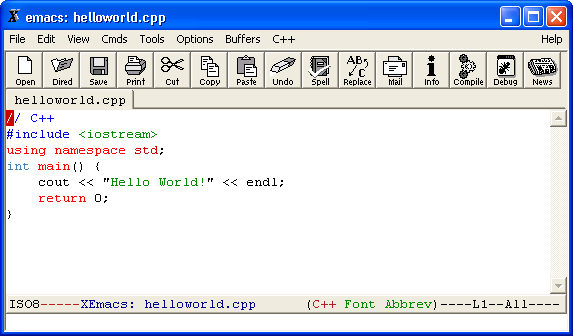 emacs: helloworld.cpp
File Edit View Cmds Tools Options Buffers C++ Help
Open Dired Save Print Cut Copy Paste Undo Spell Replace Mail Info Compile Debug News
helloworld.cpp
// C++
#include <iostream>
using namespace std;
int main() {
    cout << "Hello World!" << endl;
    return 0;
}
ISO8-----XEmacs: helloworld.cpp      (C++ Font Abbrev)----L1--All----